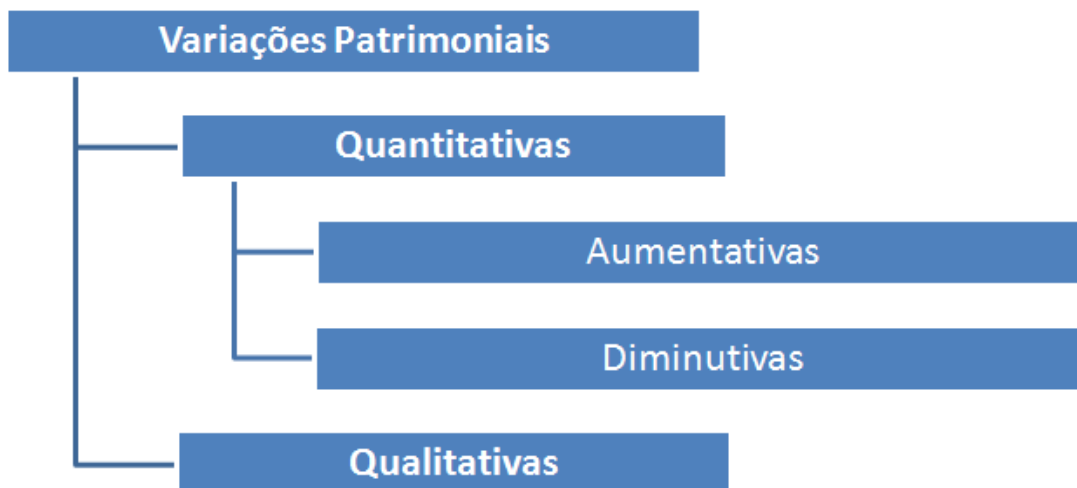 Variações Patrimoniais
Quantitativas
Aumentativas
Diminutivas
Qualitativas